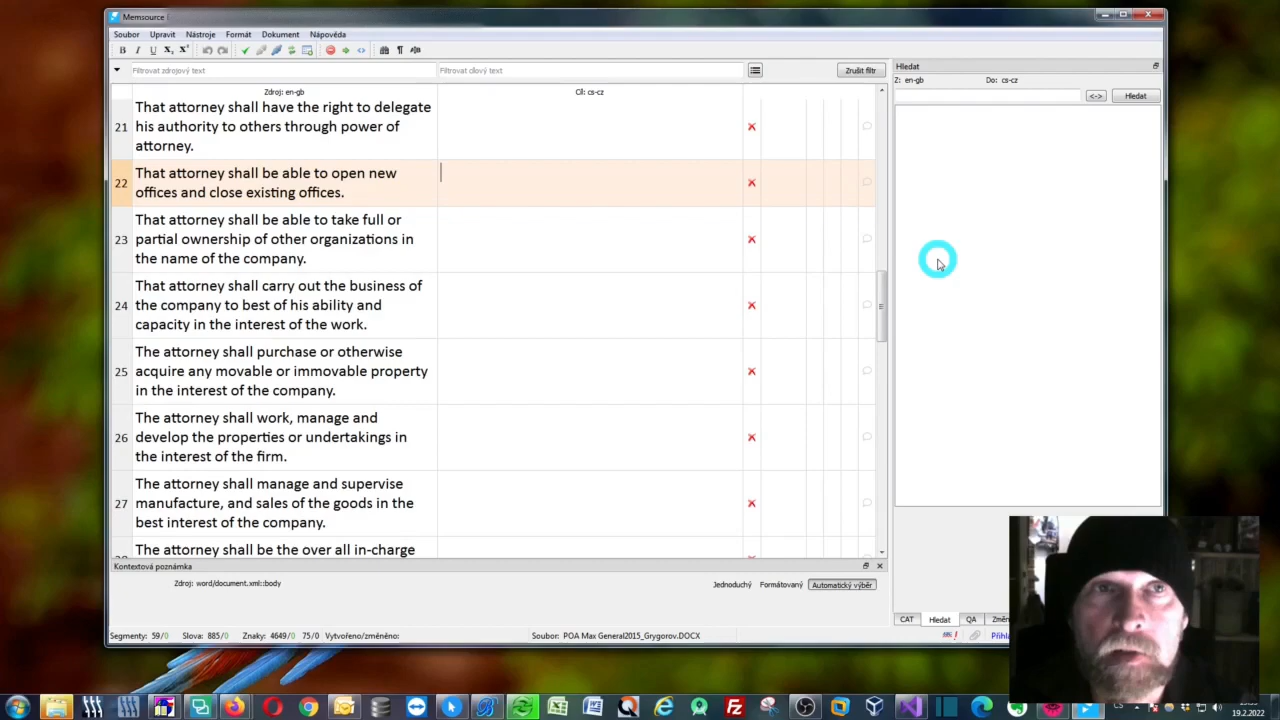 Memsource
Soubor Upravit Nástroje Formát Dokument Nápověda
Filtrovat zdrojový text
Filtrovat cílový text
Zrušit filtr
Zdroj: en-gb
Cíl: cs-cz
21
That attorney shall have the right to delegate
his authority to others through power of
attorney.
22
That attorney shall be able to open new
offices and close existing offices.
23
That attorney shall be able to take full or
partial ownership of other organizations in
the name of the company.
24
That attorney shall carry out the business of
the company to best of his ability and
capacity in the interest of the work.
25
The attorney shall purchase or otherwise
acquire any movable or immovable property
in the interest of the company.
26
The attorney shall work, manage and
develop the properties or undertakings in
the interest of the firm.
27
The attorney shall manage and supervise
manufacture, and sales of the goods in the
best interest of the company.
The attorney shall be the over all in-charge
Kontextová poznámka
Zdroj: word/document.xml::body
Jednoduchý Formátovaný Automatický výběr
Segmenty: 59/0 Slova: 885/0 Znaky: 4649/0 75/0 Vytvořeno/změněno: Soubor: POA Max General2015_Grygorov.DOCX
Hledat
Z: en-gb Do: cs-cz
<-> Hledat
CAT Hledat QA
CS
19.2.2022